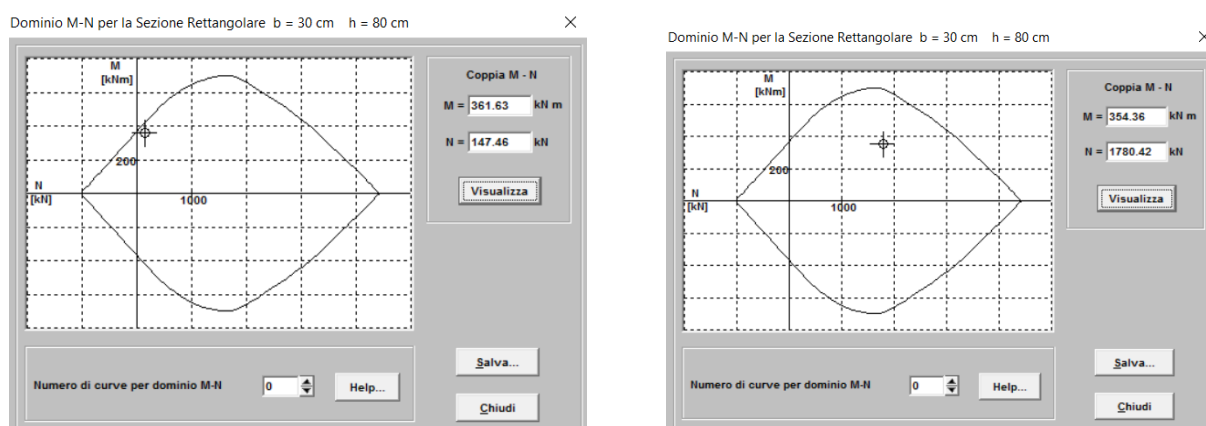 Dominio M-N per la Sezione Rettangolare b = 30 cm h = 80 cm
M
[kNm]
200
N
[kN]
1000
Coppia M - N
M = 361.63 kN m
N = 147.46 kN
Visualizza
Numero di curve per dominio M-N 0
Help...
Salva...
Chiudi
Dominio M-N per la Sezione Rettangolare b = 30 cm h = 80 cm
M
[kNm]
200
N
[kN]
1000
Coppia M - N
M = 354.36 kN m
N = 1780.42 kN
Visualizza
Numero di curve per dominio M-N 0
Help...
Salva...
Chiudi